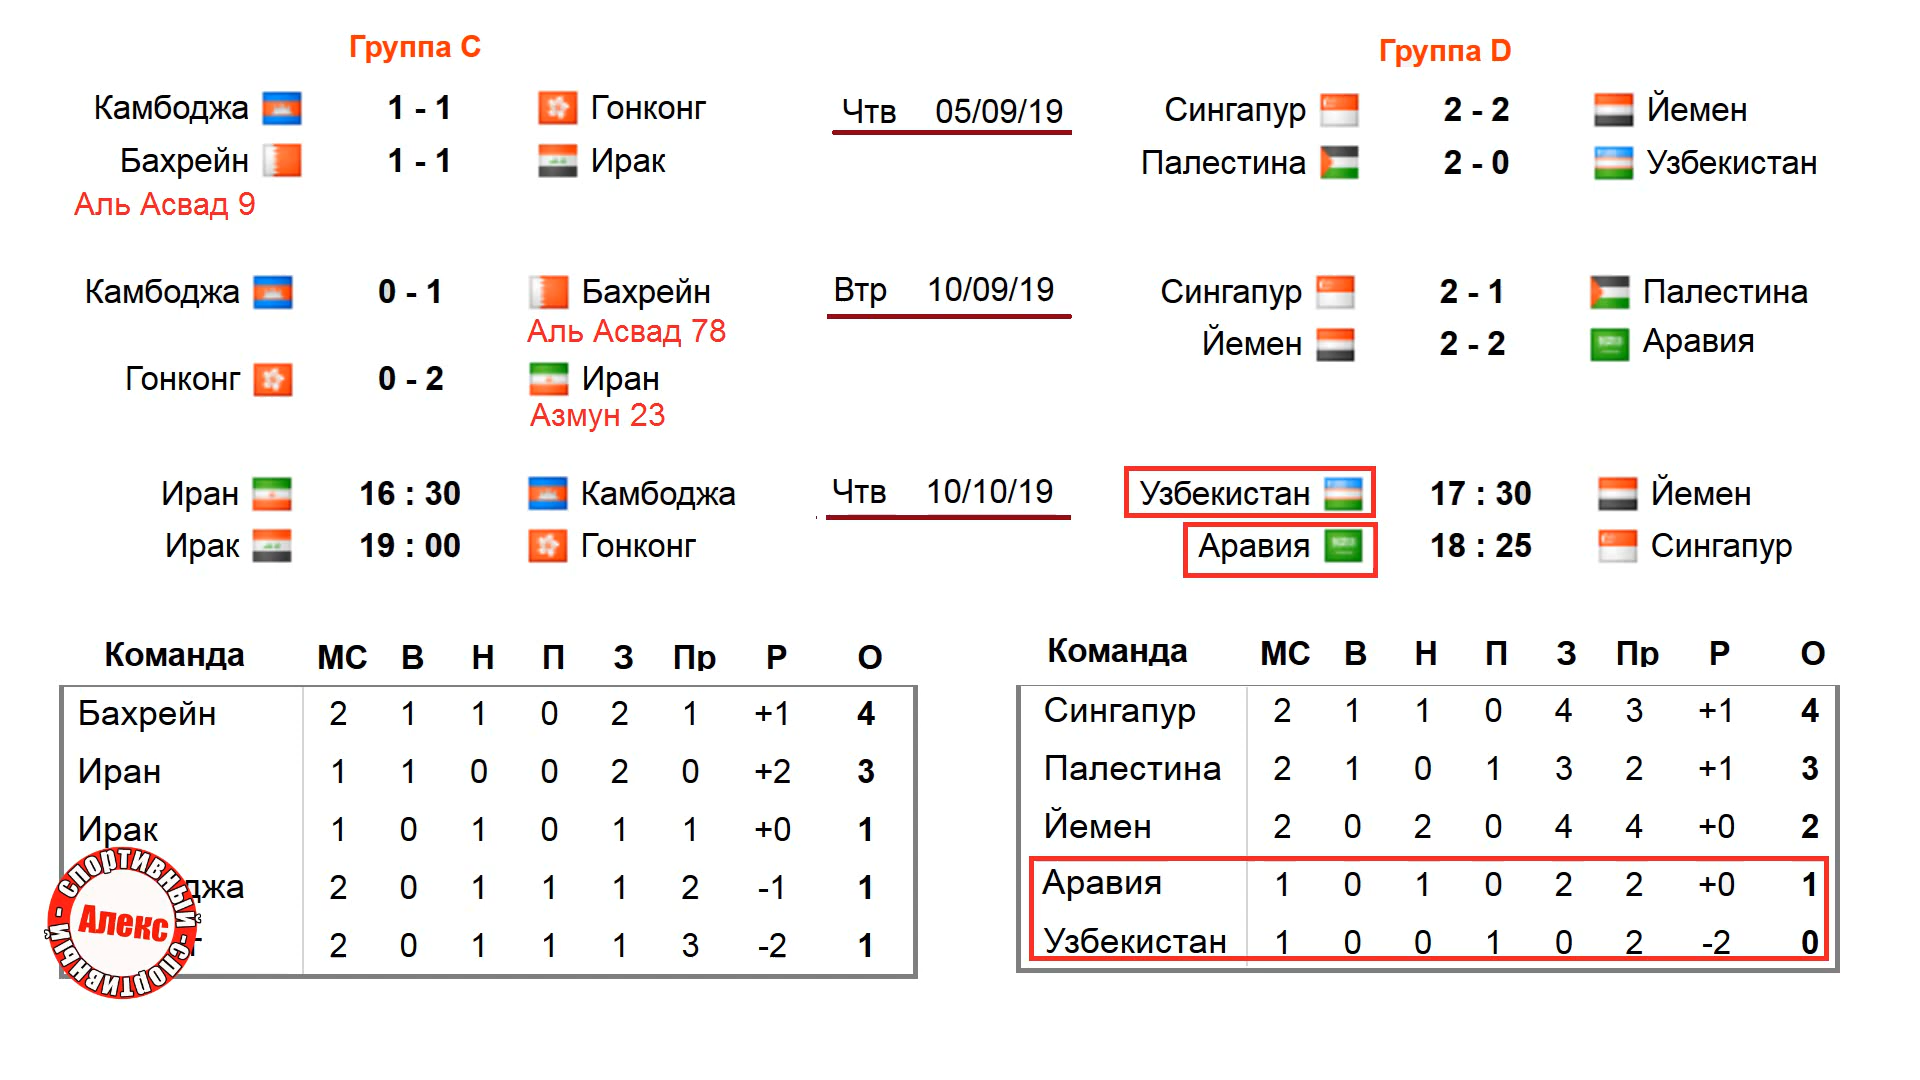 Группа C
Камбоджа 1 - 1 Гонконг
Бахрейн 1 - 1 Ирак
Аль Асвад 9
Чтв 05/09/19
Группа D
Сингапур 2 - 2 Йемен
Палестина 2 - 0 Узбекистан
Камбоджа 0 - 1 Бахрейн
Аль Асвад 78
Гонконг 0 - 2 Иран
Азмун 23
Втр 10/09/19
Сингапур 2 - 1 Палестина
Йемен 2 - 2 Аравия
Иран 16 : 30 Камбоджа
Ирак 19 : 00 Гонконг
Чтв 10/10/19
Узбекистан 17 : 30 Йемен
Аравия 18 : 25 Сингапур
Команда МС В Н П З Пр Р О
Бахрейн 2 1 1 0 2 1 +1 4
Иран 1 1 0 0 2 0 +2 3
Ирак 1 0 1 0 1 1 +0 1
джа 2 0 1 1 1 2 -1 1
г 2 0 1 1 1 3 -2 1
Команда МС В Н П З Пр Р О
Сингапур 2 1 1 0 4 3 +1 4
Палестина 2 1 0 1 3 2 +1 3
Йемен 2 0 2 0 4 4 +0 2
Аравия 1 0 1 0 2 2 +0 1
Узбекистан 1 0 0 1 0 2 -2 0
спортивный - спортивный -
Алекс